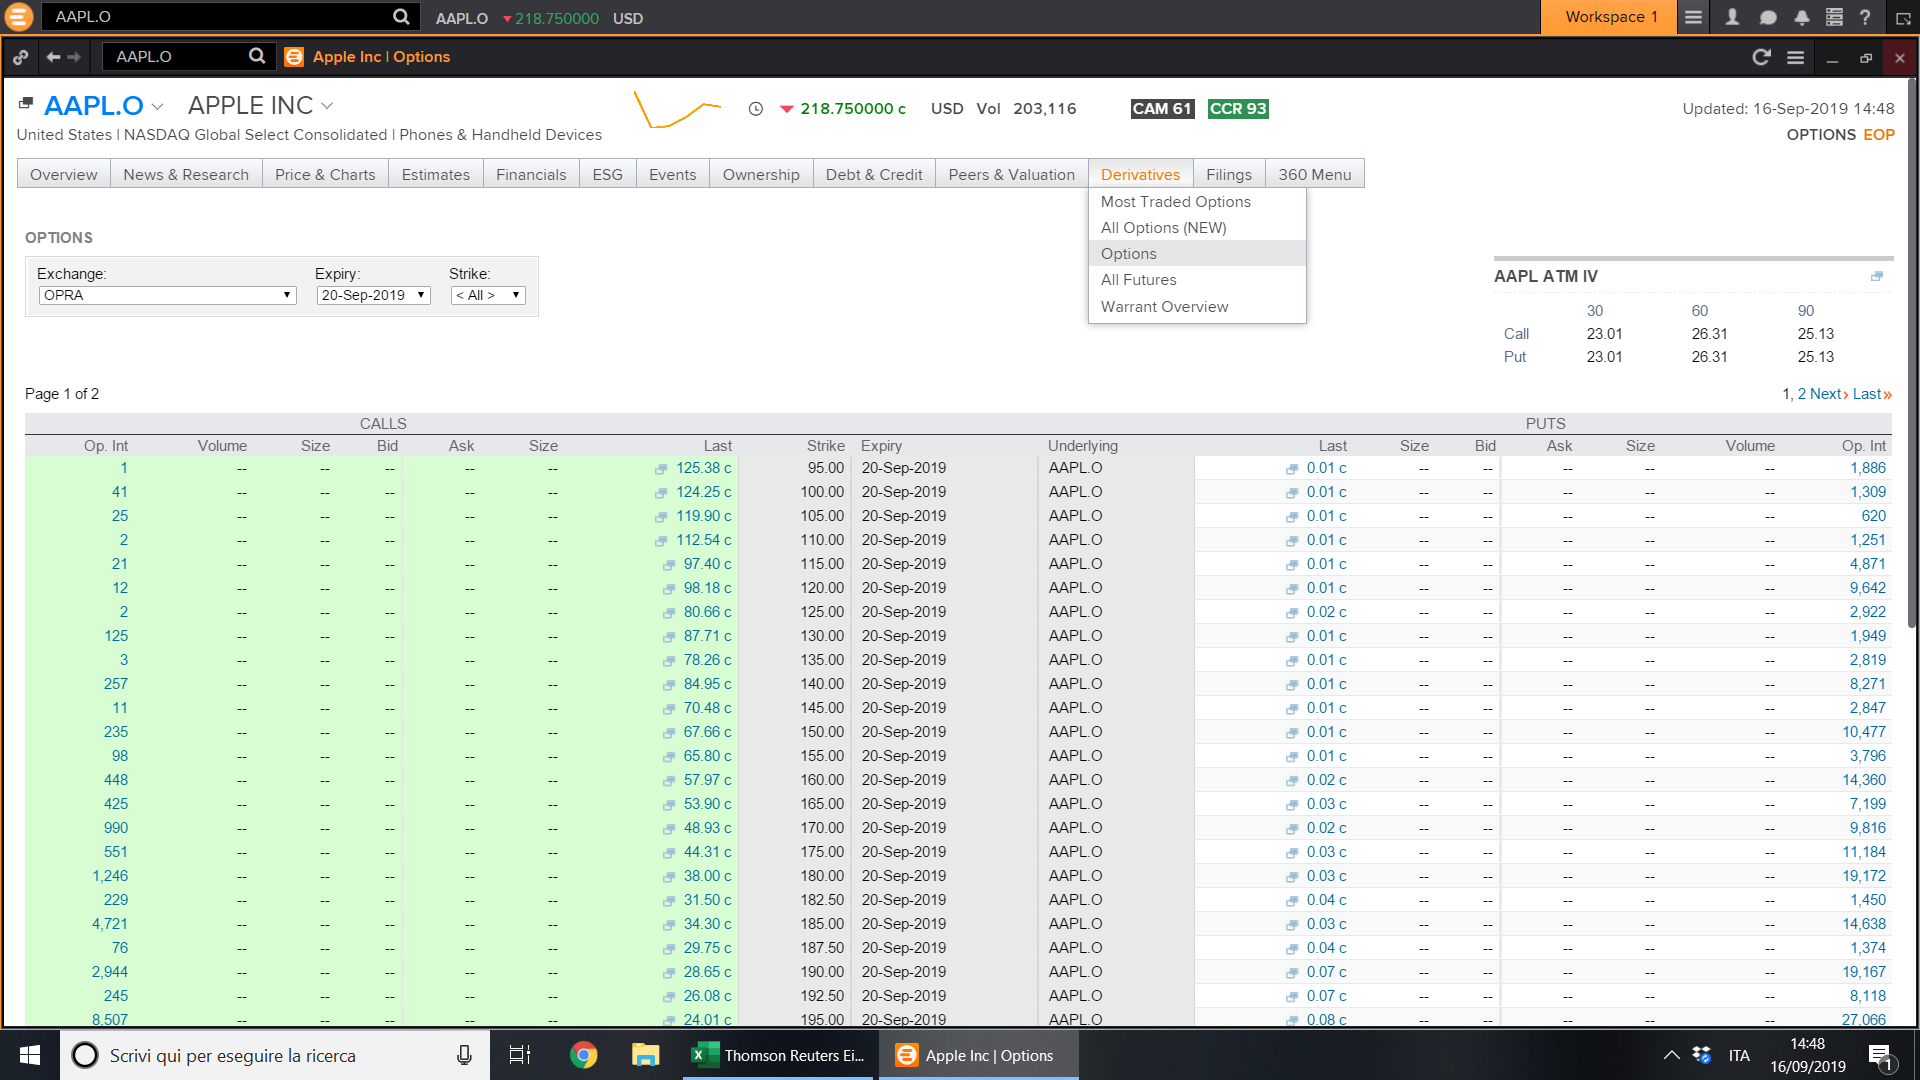 AAPL.O AAPL.O 218.750000 USD Workspace 1 ?
AAPL.O Apple Inc | Options
AAPL.O APPLE INC 218.750000 c USD Vol 203,116 CAM 61 CCR 93 Updated: 16-Sep-2019 14:48
United States | NASDAQ Global Select Consolidated | Phones & Handheld Devices OPTIONS EOP
Overview News & Research Price & Charts Estimates Financials ESG Events Ownership Debt & Credit Peers & Valuation Derivatives Filings 360 Menu
Most Traded Options
All Options (NEW)
Options
All Futures
Warrant Overview
OPTIONS
Exchange: Expiry: Strike:
OPRA 20-Sep-2019 < All >
AAPL ATM IV
30 60 90
Call 23.01 26.31 25.13
Put 23.01 26.31 25.13
Page 1 of 2 1, 2 Next› Last»
CALLS PUTS
Op. Int Volume Size Bid Ask Size Last Strike Expiry Underlying Last Size Bid Ask Size Volume Op. Int
1 -- -- -- -- -- 125.38 c 95.00 20-Sep-2019 AAPL.O 0.01 c -- -- -- -- -- 1,886
41 -- -- -- -- -- 124.25 c 100.00 20-Sep-2019 AAPL.O 0.01 c -- -- -- -- -- 1,309
25 -- -- -- -- -- 119.90 c 105.00 20-Sep-2019 AAPL.O 0.01 c -- -- -- -- -- 620
2 -- -- -- -- -- 112.54 c 110.00 20-Sep-2019 AAPL.O 0.01 c -- -- -- -- -- 1,251
21 -- -- -- -- -- 97.40 c 115.00 20-Sep-2019 AAPL.O 0.01 c -- -- -- -- -- 4,871
12 -- -- -- -- -- 98.18 c 120.00 20-Sep-2019 AAPL.O 0.01 c -- -- -- -- -- 9,642
2 -- -- -- -- -- 80.66 c 125.00 20-Sep-2019 AAPL.O 0.02 c -- -- -- -- -- 2,922
125 -- -- -- -- -- 87.71 c 130.00 20-Sep-2019 AAPL.O 0.01 c -- -- -- -- -- 1,949
3 -- -- -- -- -- 78.26 c 135.00 20-Sep-2019 AAPL.O 0.01 c -- -- -- -- -- 2,819
257 -- -- -- -- -- 84.95 c 140.00 20-Sep-2019 AAPL.O 0.01 c -- -- -- -- -- 8,271
11 -- -- -- -- -- 70.48 c 145.00 20-Sep-2019 AAPL.O 0.01 c -- -- -- -- -- 2,847
235 -- -- -- -- -- 67.66 c 150.00 20-Sep-2019 AAPL.O 0.01 c -- -- -- -- -- 10,477
98 -- -- -- -- -- 65.80 c 155.00 20-Sep-2019 AAPL.O 0.01 c -- -- -- -- -- 3,796
448 -- -- -- -- -- 57.97 c 160.00 20-Sep-2019 AAPL.O 0.02 c -- -- -- -- -- 14,360
425 -- -- -- -- -- 53.90 c 165.00 20-Sep-2019 AAPL.O 0.03 c -- -- -- -- -- 7,199
990 -- -- -- -- -- 48.93 c 170.00 20-Sep-2019 AAPL.O 0.02 c -- -- -- -- -- 9,816
551 -- -- -- -- -- 44.31 c 175.00 20-Sep-2019 AAPL.O 0.03 c -- -- -- -- -- 11,184
1,246 -- -- -- -- -- 38.00 c 180.00 20-Sep-2019 AAPL.O 0.03 c -- -- -- -- -- 19,172
229 -- -- -- -- -- 31.50 c 182.50 20-Sep-2019 AAPL.O 0.04 c -- -- -- -- -- 1,450
4,721 -- -- -- -- -- 34.30 c 185.00 20-Sep-2019 AAPL.O 0.03 c -- -- -- -- -- 14,638
76 -- -- -- -- -- 29.75 c 187.50 20-Sep-2019 AAPL.O 0.04 c -- -- -- -- -- 1,374
2,944 -- -- -- -- -- 28.65 c 190.00 20-Sep-2019 AAPL.O 0.07 c -- -- -- -- -- 19,167
245 -- -- -- -- -- 26.08 c 192.50 20-Sep-2019 AAPL.O 0.07 c -- -- -- -- -- 8,118
8,507 -- -- -- -- -- 24.01 c 195.00 20-Sep-2019 AAPL.O 0.08 c -- -- -- -- -- 27,066
Scrivi qui per eseguire la ricerca Thomson Reuters Ei... Apple Inc | Options ITA 14:48
16/09/2019 1